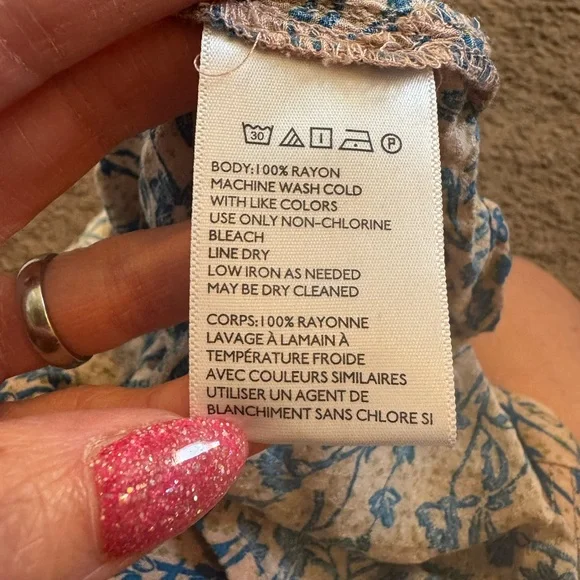 30
P
BODY:100% RAYON
MACHINE WASH COLD
WITH LIKE COLORS
USE ONLY NON-CHLORINE
BLEACH
LINE DRY
LOW IRON AS NEEDED
MAY BE DRY CLEANED
CORPS:100% RAYONNE
LAVAGE À LAMAIN À
TEMPÉRATURE FROIDE
AVEC COULEURS SIMILAIRES
UTILISER UN AGENT DE
BLANCHIMENT SANS CHLORE SI